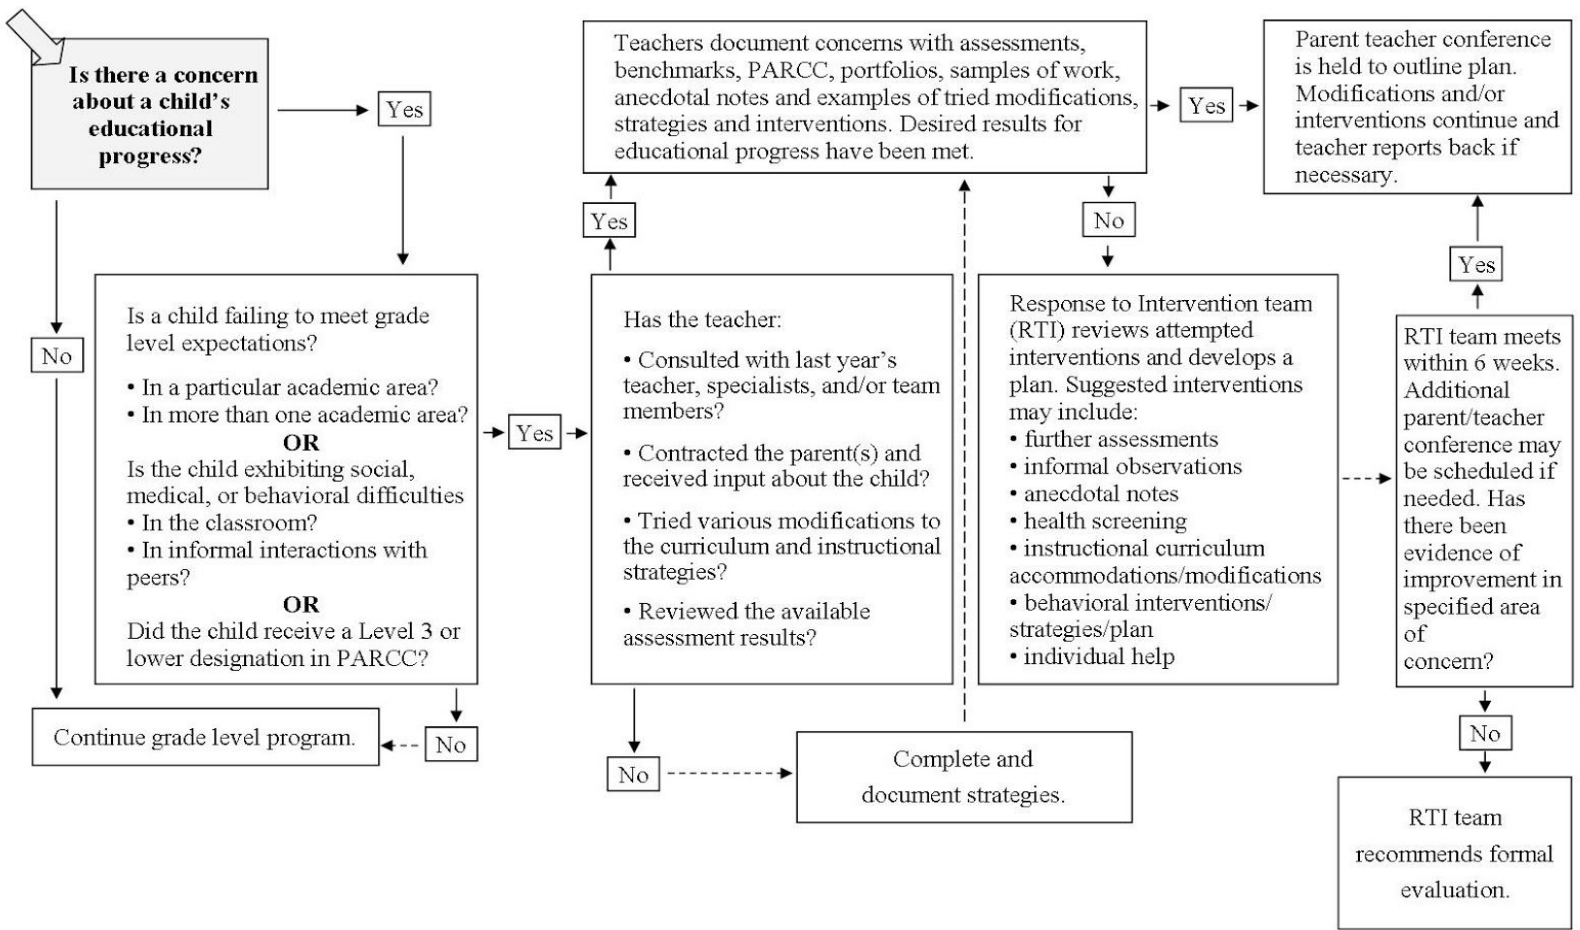 Is there a concern
about a child's
educational
progress?
Yes
No
Is a child failing to meet grade
level expectations?
• In a particular academic area?
• In more than one academic area?
OR
Is the child exhibiting social,
medical, or behavioral difficulties
• In the classroom?
• In informal interactions with
peers?
OR
Did the child receive a Level 3 or
lower designation in PARCC?
No
Continue grade level program.
Yes
Has the teacher:
• Consulted with last year's
teacher, specialists, and/or team
members?
• Contracted the parent(s) and
received input about the child?
• Tried various modifications to
the curriculum and instructional
strategies?
• Reviewed the available
assessment results?
No
Complete and
document strategies.
Yes
Teachers document concerns with assessments,
benchmarks, PARCC, portfolios, samples of work,
anecdotal notes and examples of tried modifications,
strategies and interventions. Desired results for
educational progress have been met.
Yes
Parent teacher conference
is held to outline plan.
Modifications and/or
interventions continue and
teacher reports back if
necessary.
No
Response to Intervention team
(RTI) reviews attempted
interventions and develops a
plan. Suggested interventions
may include:
• further assessments
• informal observations
• anecdotal notes
• health screening
• instructional curriculum
accommodations/modifications
• behavioral interventions/
strategies/plan
• individual help
Yes
RTI team meets
within 6 weeks.
Additional
parent/teacher
conference may
be scheduled if
needed. Has
there been
evidence of
improvement in
specified area
of
concern?
No
RTI team
recommends formal
evaluation.